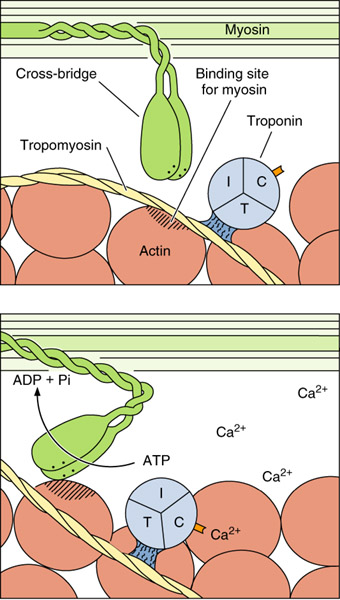 Myosin
Cross-bridge
Binding site
for myosin
Troponin
Tropomyosin
I
C
T
Actin
ADP + Pi
Ca2+
Ca2+
ATP
Ca2+
I
T
C
Ca2+